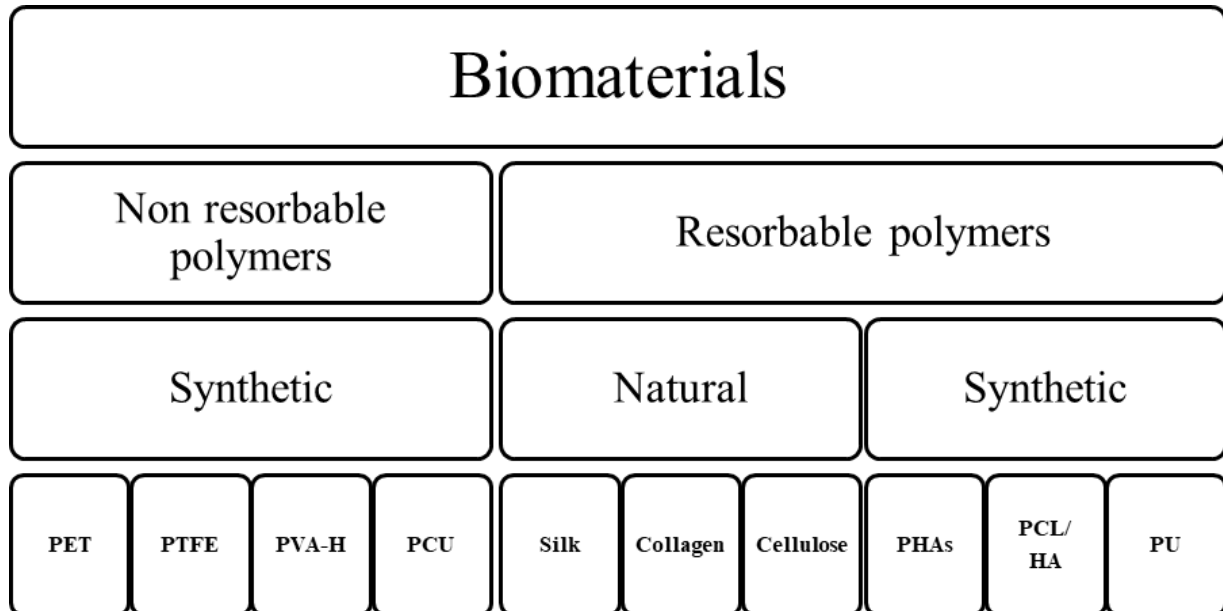 Biomaterials
Non resorbable
polymers
Resorbable polymers
Synthetic
Natural
Synthetic
PET
PTFE
PVA-H
PCU
Silk
Collagen
Cellulose
PHAs
PCL/
HA
PU